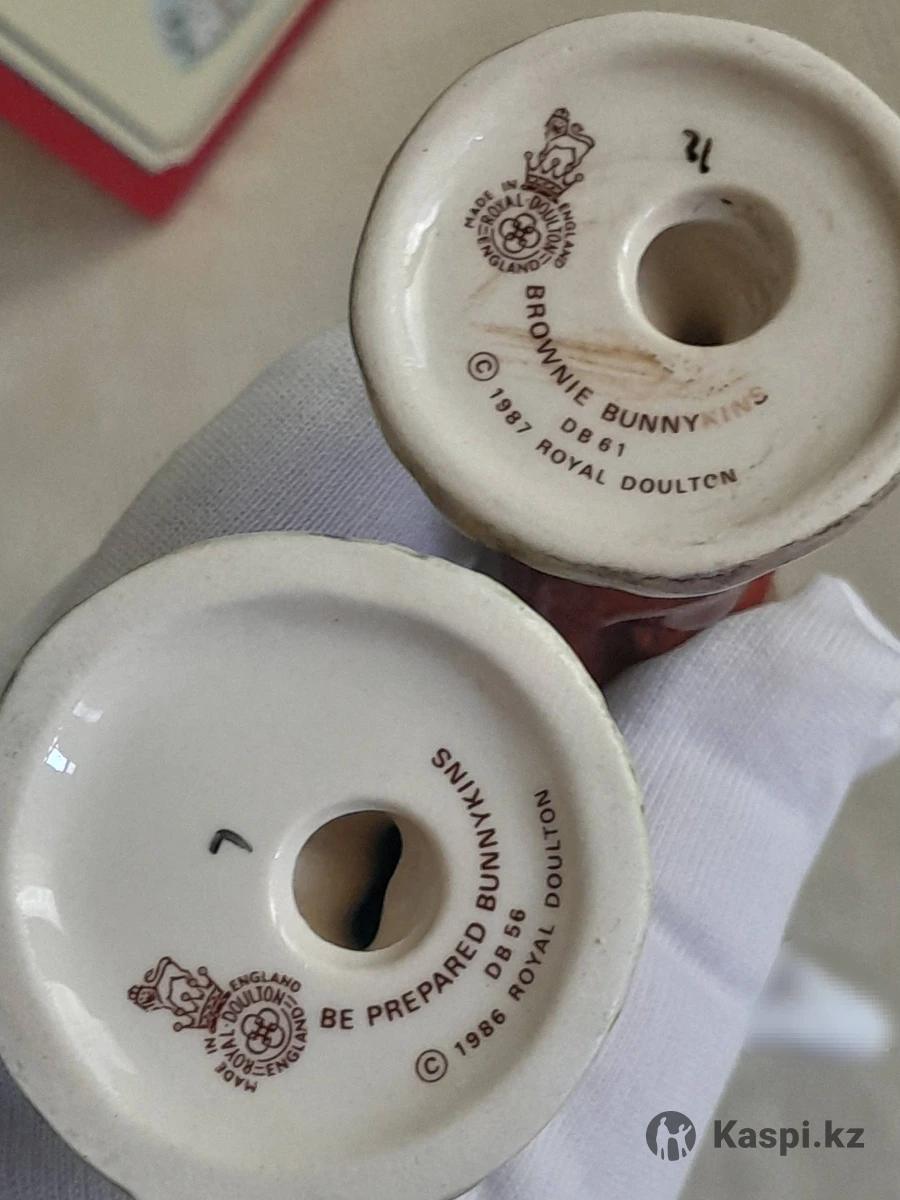 MADE IN ENGLAND
ROYAL DOULTON
ENGLAND
BROWNIE BUNNYKINS
DB 61
© 1987 ROYAL DOULTON
BE PREPARED BUNNYKINS
DB 56
© 1986 ROYAL DOULTON
MADE IN ENGLAND
ROYAL DOULTON
ENGLAND
Kaspi.kz